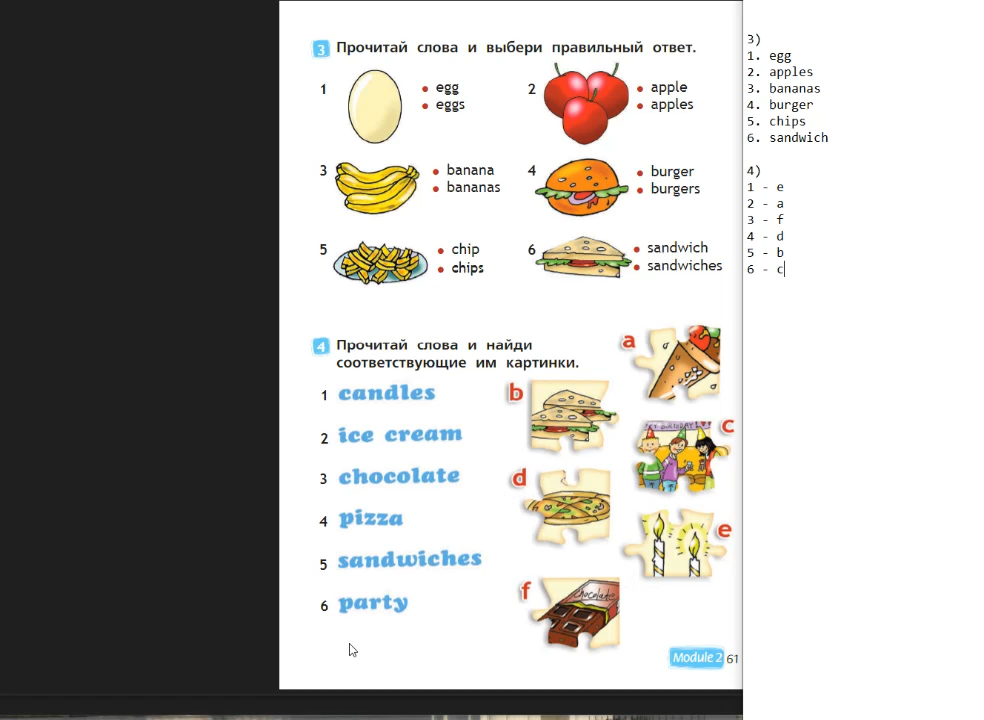 3 Прочитай слова и выбери правильный ответ.
1
• egg
• eggs
2
• apple
• apples
3
• banana
• bananas
4
• burger
• burgers
5
• chip
• chips
6
• sandwich
• sandwiches
4 Прочитай слова и найди
соответствующие им картинки.
1 candles
2 ice cream
3 chocolate
4 pizza
5 sandwiches
6 party
a
b
c
BIRTHDAY
d
e
f
Chocolate
Module 2 61
3)
1. egg
2. apples
3. bananas
4. burger
5. chips
6. sandwich
4)
1 - e
2 - a
3 - f
4 - d
5 - b
6 - c